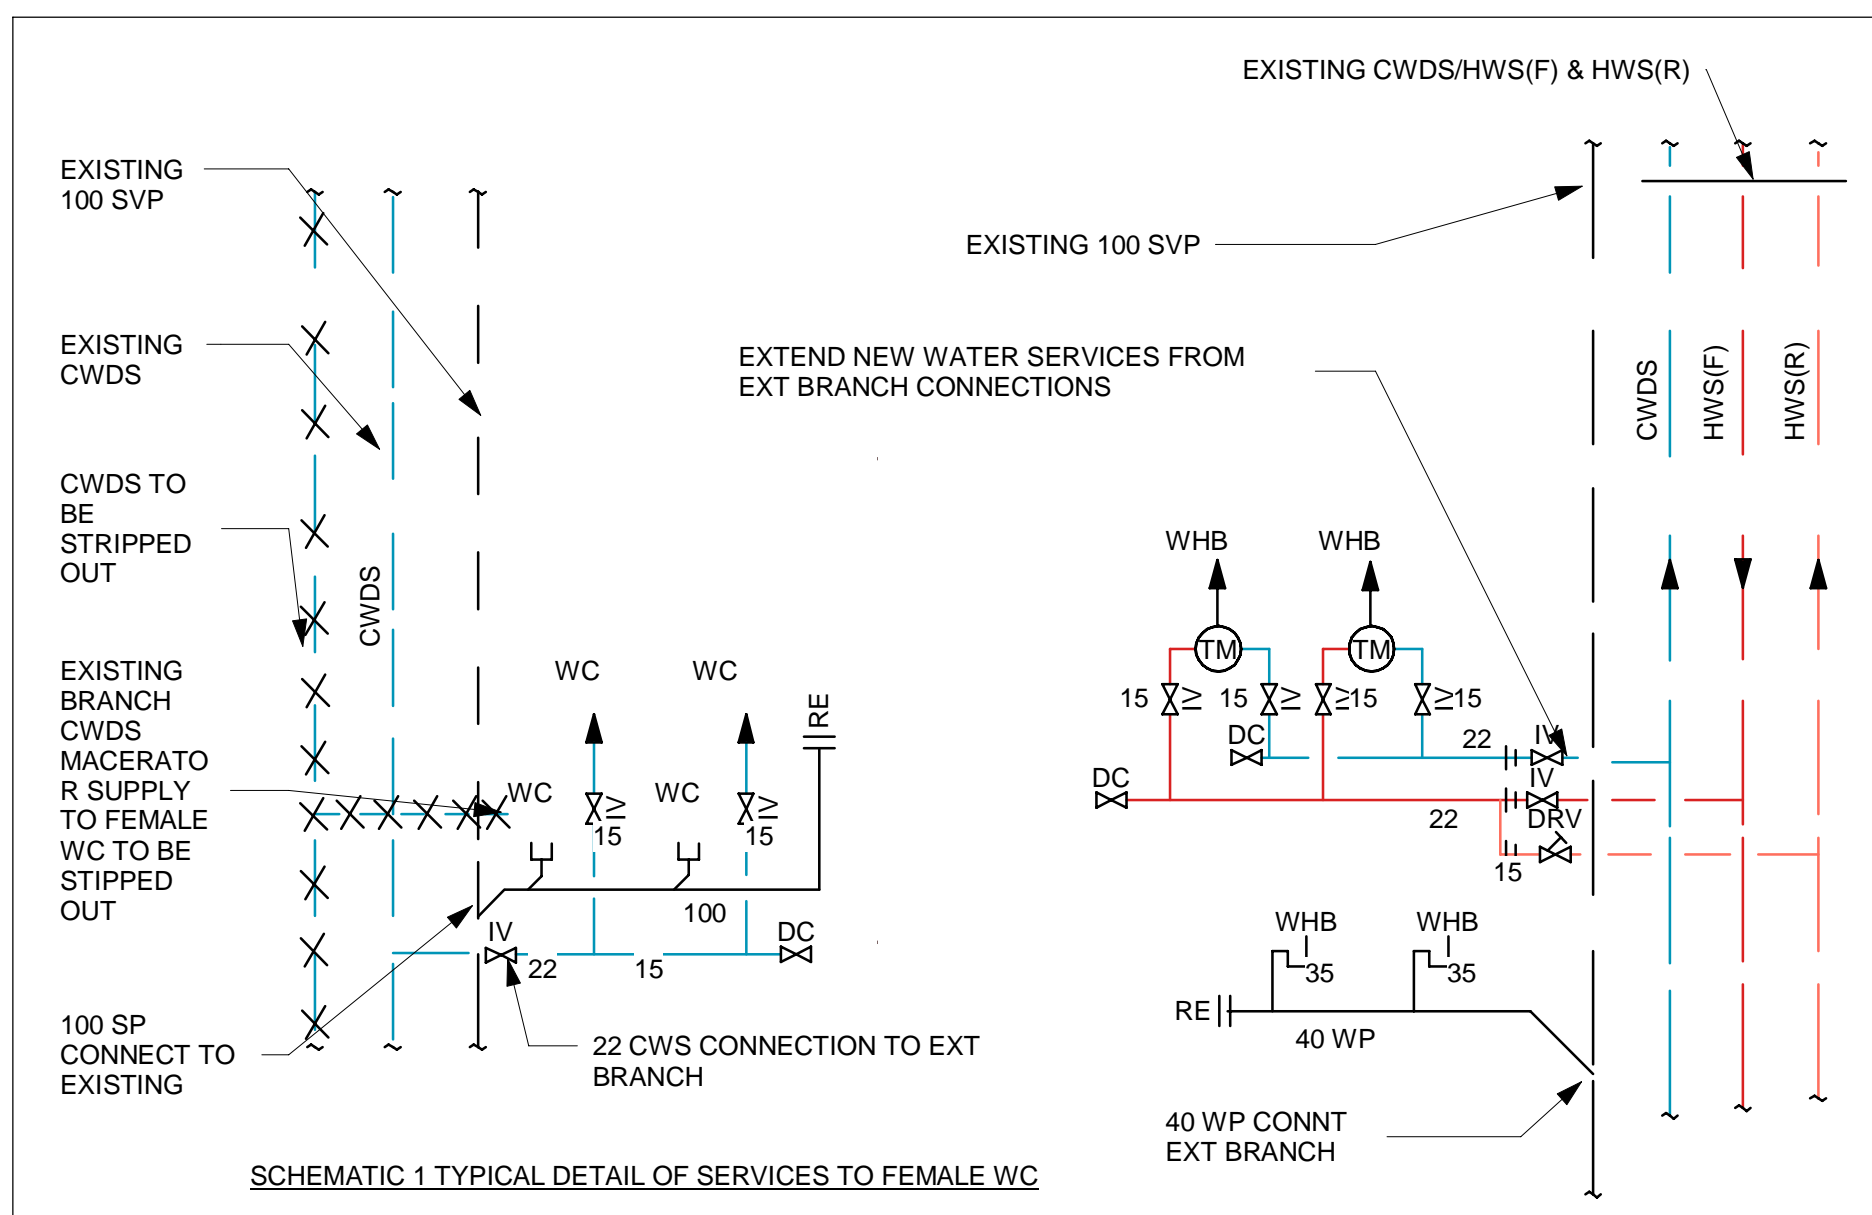 EXISTING CWDS/HWS(F) & HWS(R)
EXISTING
100 SVP
EXISTING 100 SVP
EXISTING
CWDS
EXTEND NEW WATER SERVICES FROM
EXT BRANCH CONNECTIONS
CWDS
HWS(F)
HWS(R)
CWDS TO
BE
STRIPPED
OUT
CWDS
WHB
WHB
TM
TM
EXISTING
BRANCH
CWDS
MACERATO
R SUPPLY
TO FEMALE
WC TO BE
STIPPED
OUT
WC
WC
RE
15
15
15
15
DC
22
IV
DC
IV
22
DRV
15
WC
WC
15
15
100
IV
22
15
DC
WHB
WHB
35
35
RE
40 WP
100 SP
CONNECT TO
EXISTING
22 CWS CONNECTION TO EXT
BRANCH
40 WP CONNT
EXT BRANCH
SCHEMATIC 1 TYPICAL DETAIL OF SERVICES TO FEMALE WC